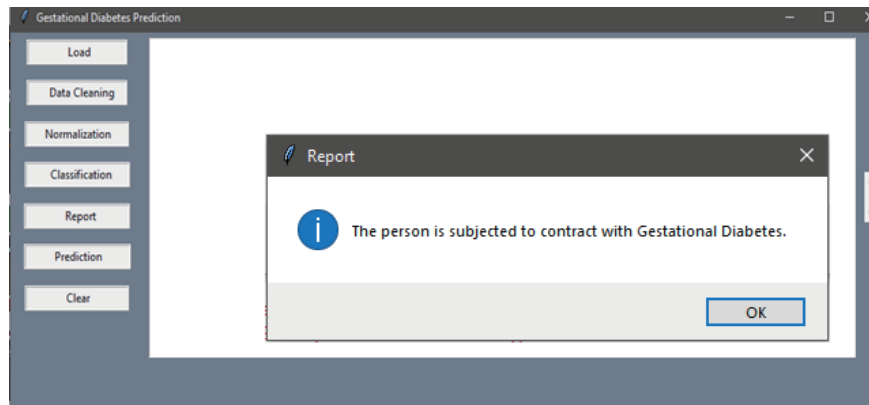 Gestational Diabetes Prediction
Load
Data Cleaning
Normalization
Classification
Report
Prediction
Clear
Report
The person is subjected to contract with Gestational Diabetes.
OK